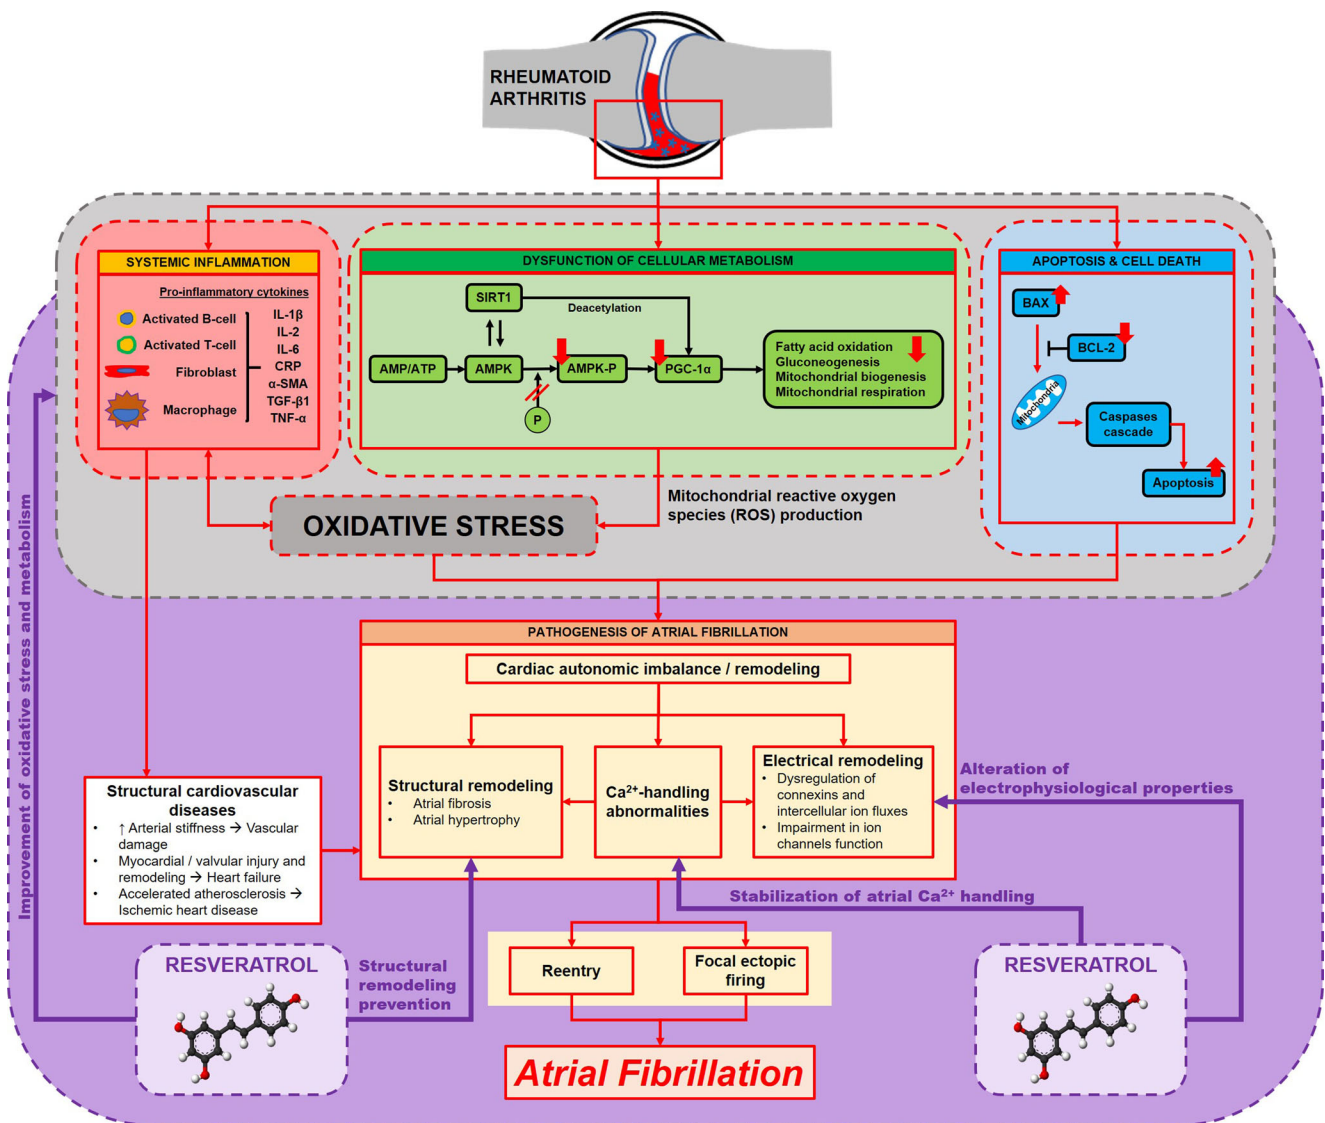 RHEUMATOID
ARTHRITIS
SYSTEMIC INFLAMMATION
Pro-inflammatory cytokines
Activated B-cell
Activated T-cell
Fibroblast
Macrophage
IL-1β
IL-2
IL-6
CRP
α-SMA
TGF-β1
TNF-α
DYSFUNCTION OF CELLULAR METABOLISM
SIRT1
Deacetylation
AMP/ATP
AMPK
AMPK-P
PGC-1α
P
Fatty acid oxidation
Gluconeogenesis
Mitochondrial biogenesis
Mitochondrial respiration
APOPTOSIS & CELL DEATH
BAX
BCL-2
Mitochondria
Caspases
cascade
Apoptosis
OXIDATIVE STRESS
Mitochondrial reactive oxygen
species (ROS) production
Improvement of oxidative stress and metabolism
PATHOGENESIS OF ATRIAL FIBRILLATION
Cardiac autonomic imbalance / remodeling
Structural remodeling
• Atrial fibrosis
• Atrial hypertrophy
Ca²⁺-handling
abnormalities
Electrical remodeling
• Dysregulation of
connexins and
intercellular ion fluxes
• Impairment in ion
channels function
Alteration of
electrophysiological properties
Structural cardiovascular
diseases
• ↑ Arterial stiffness → Vascular
damage
• Myocardial / valvular injury and
remodeling → Heart failure
• Accelerated atherosclerosis →
Ischemic heart disease
Stabilization of atrial Ca²⁺ handling
RESVERATROL
Structural
remodeling
prevention
Reentry
Focal ectopic
firing
RESVERATROL
Atrial Fibrillation